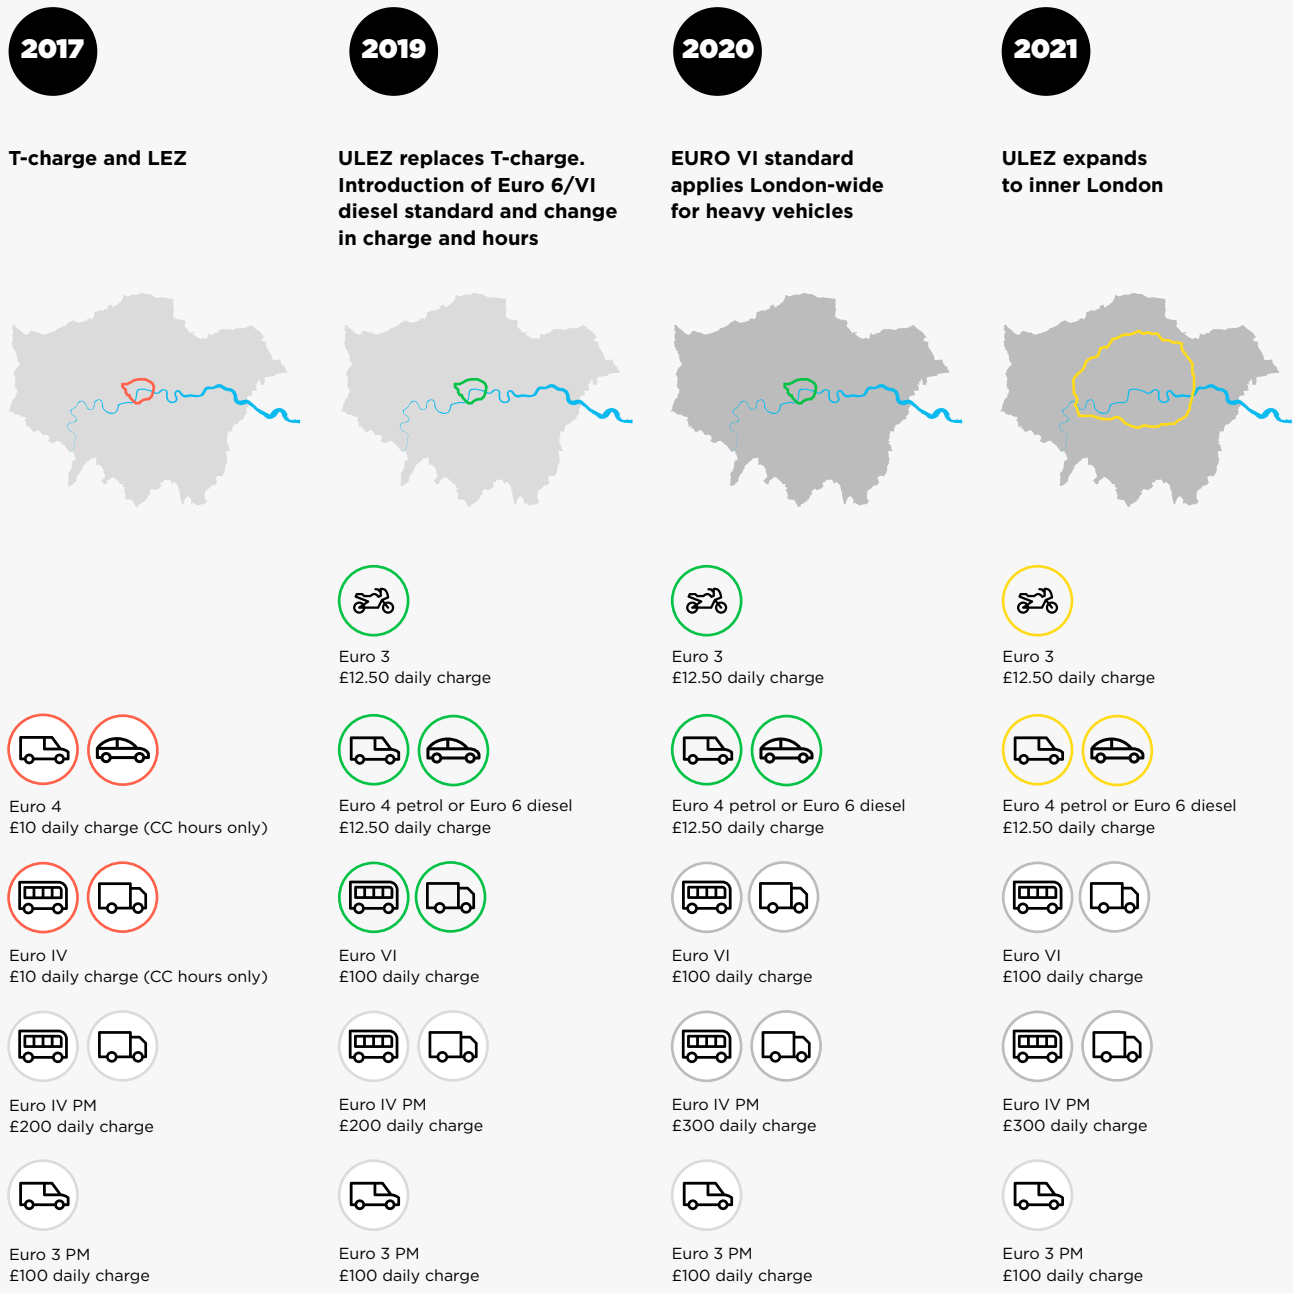 2017
T-charge and LEZ
Euro 4
£10 daily charge (CC hours only)
Euro IV
£10 daily charge (CC hours only)
Euro IV PM
£200 daily charge
Euro 3 PM
£100 daily charge
2019
ULEZ replaces T-charge.
Introduction of Euro 6/VI
diesel standard and change
in charge and hours
Euro 3
£12.50 daily charge
Euro 4 petrol or Euro 6 diesel
£12.50 daily charge
Euro VI
£100 daily charge
Euro IV PM
£200 daily charge
Euro 3 PM
£100 daily charge
2020
EURO VI standard
applies London-wide
for heavy vehicles
Euro 3
£12.50 daily charge
Euro 4 petrol or Euro 6 diesel
£12.50 daily charge
Euro VI
£100 daily charge
Euro IV PM
£300 daily charge
Euro 3 PM
£100 daily charge
2021
ULEZ expands
to inner London
Euro 3
£12.50 daily charge
Euro 4 petrol or Euro 6 diesel
£12.50 daily charge
Euro VI
£100 daily charge
Euro IV PM
£300 daily charge
Euro 3 PM
£100 daily charge